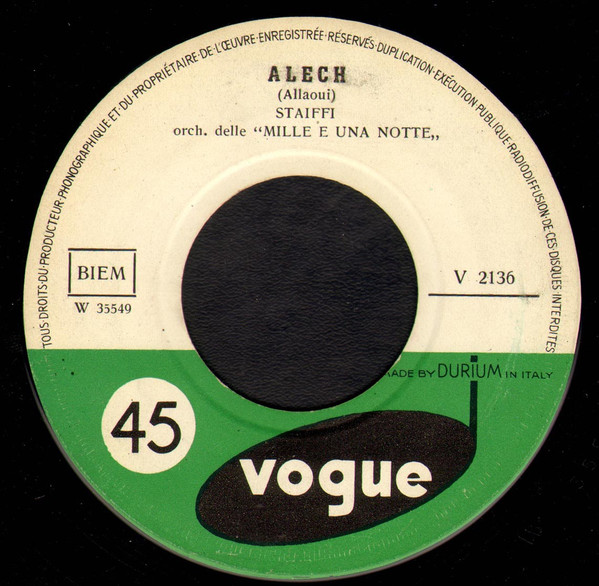 TOUS·DROITS·DU·PRODUCTEUR·PHONOGRAPHIQUE ET·DU·PROPRIÉTAIRE·DE·L'ŒUVRE·ENREGISTRÉE·RÉSERVÉS·DUPLICATION·EXÉCUTION PUBLIQUE·RADIODIFFUSION·DE·CES·DISQUES INTERDITES
ALECH
(Allaoui)
STAIFFI
orch. delle "MILLE E UNA NOTTE„
BIEM
W 35549
V 2136
ADE BY DURIUM IN ITALY
45
vogue